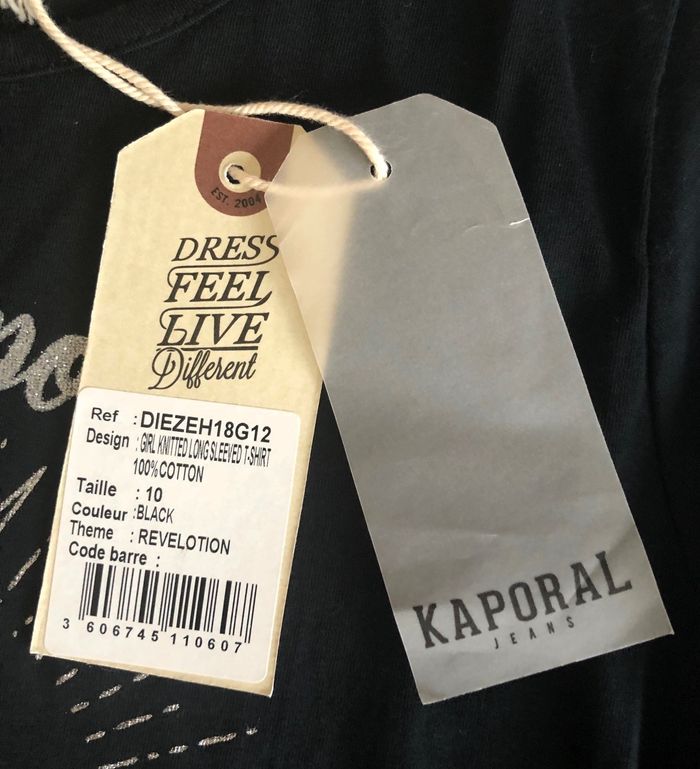 EST. 2004
DRESS
FEEL
LIVE
Different
Ref : DIEZEH18G12
Design : GIRL KNITTED LONG SLEEVED T-SHIRT
100% COTTON
Taille : 10
Couleur : BLACK
Theme : REVELOTION
Code barre :
3 606745 110607
KAPORAL
JEANS
po